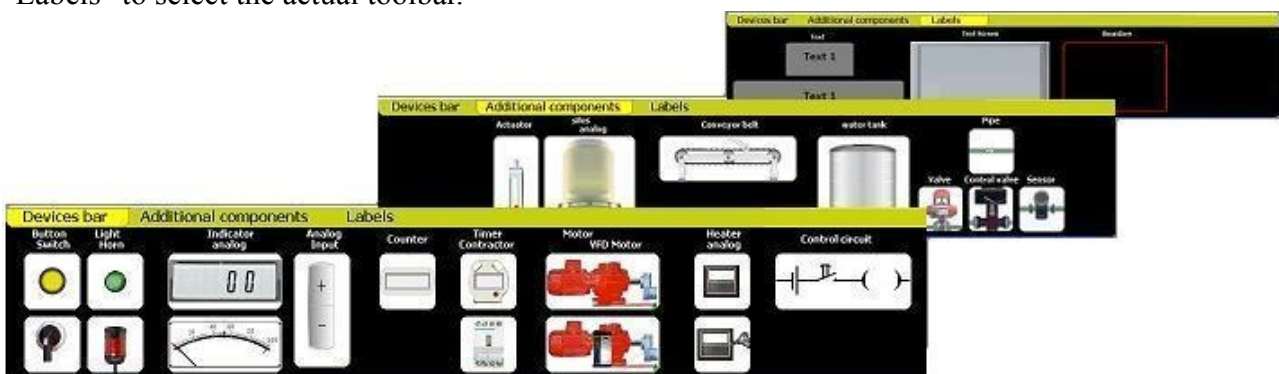 "Labels" to select the actual toolbar.
Devices bar Additional components Labels
Text Text Screen
Text 1
Text 1
Devices bar Additional components Labels
Actuator silos analog Conveyor belt water tank Pipe
Valve Control valve Sensor
Devices bar Additional components Labels
Button Switch Light Horn Indicator analog Analog Input Counter Timer Contractor Motor VFD Motor Heater analog Control circuit
00
+
−